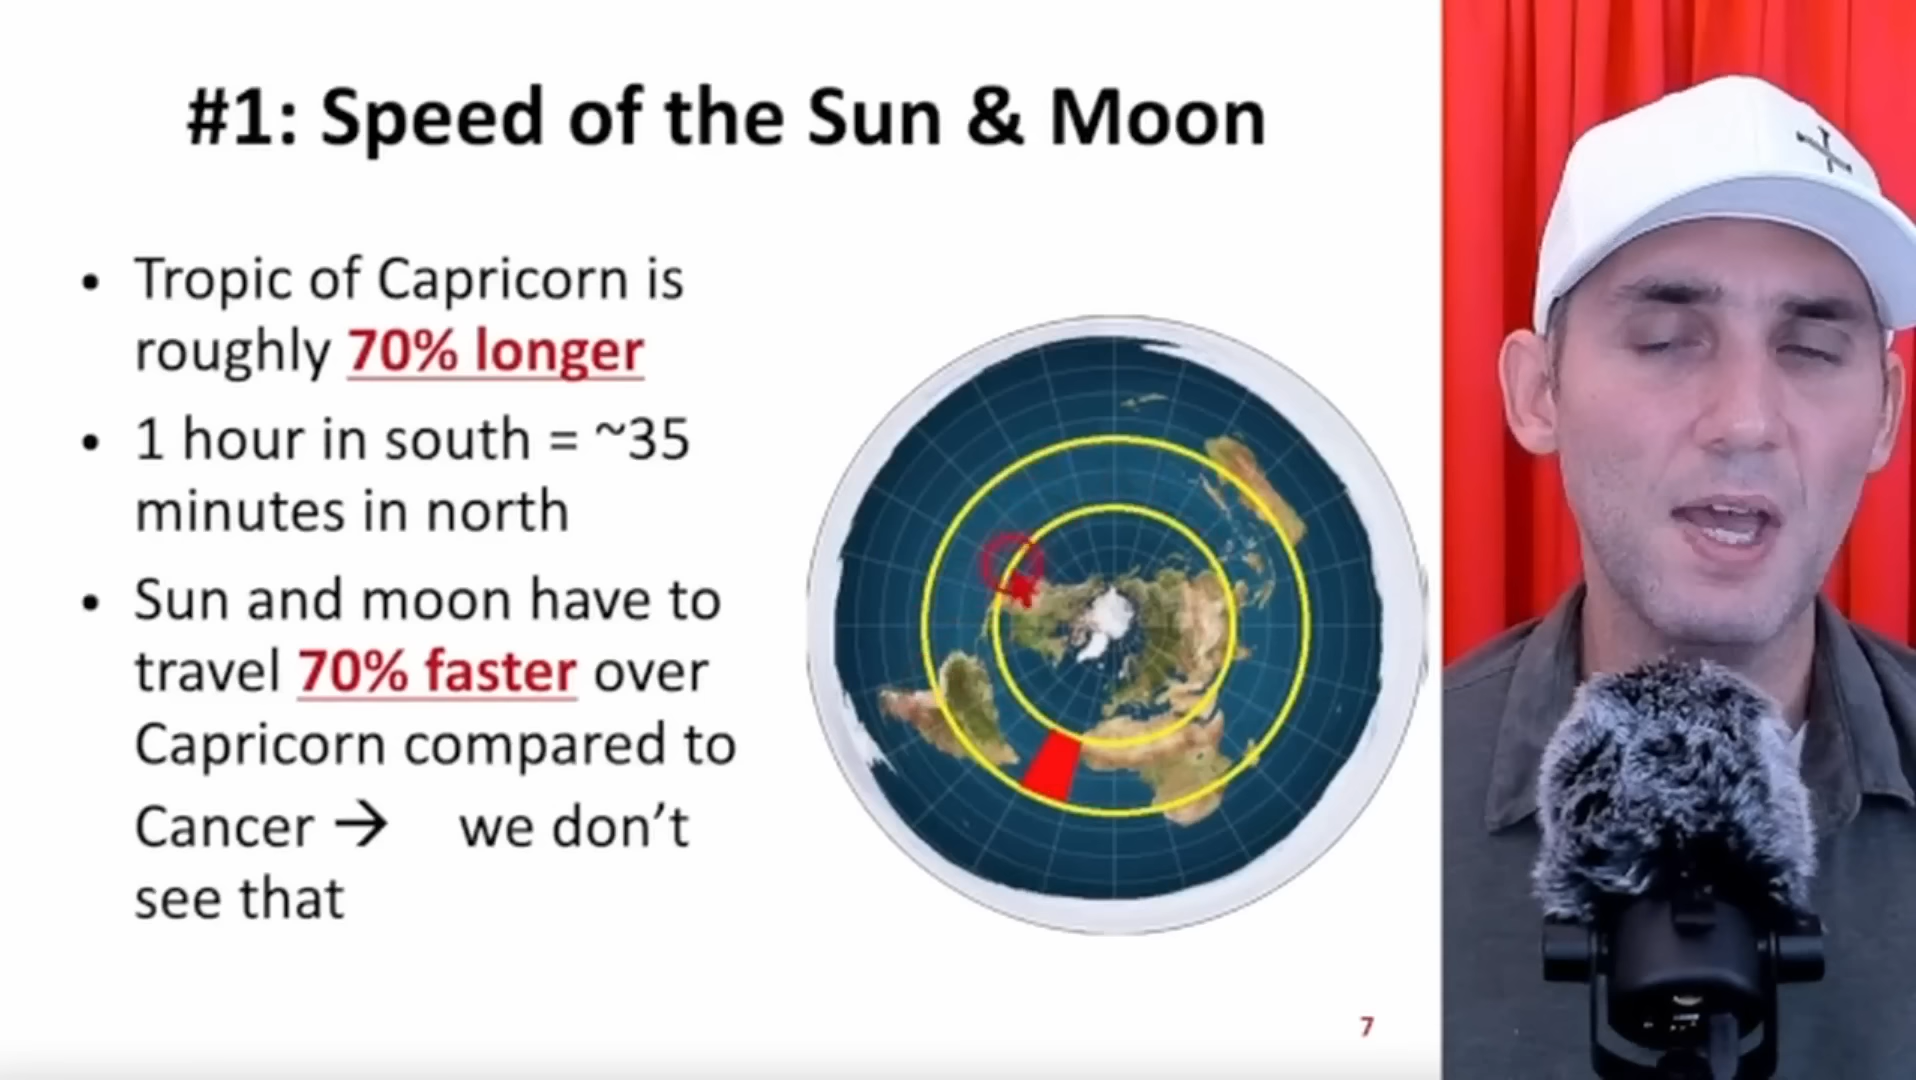 #1: Speed of the Sun & Moon
• Tropic of Capricorn is
roughly 70% longer
• 1 hour in south = ~35
minutes in north
• Sun and moon have to
travel 70% faster over
Capricorn compared to
Cancer → we don’t
see that
7